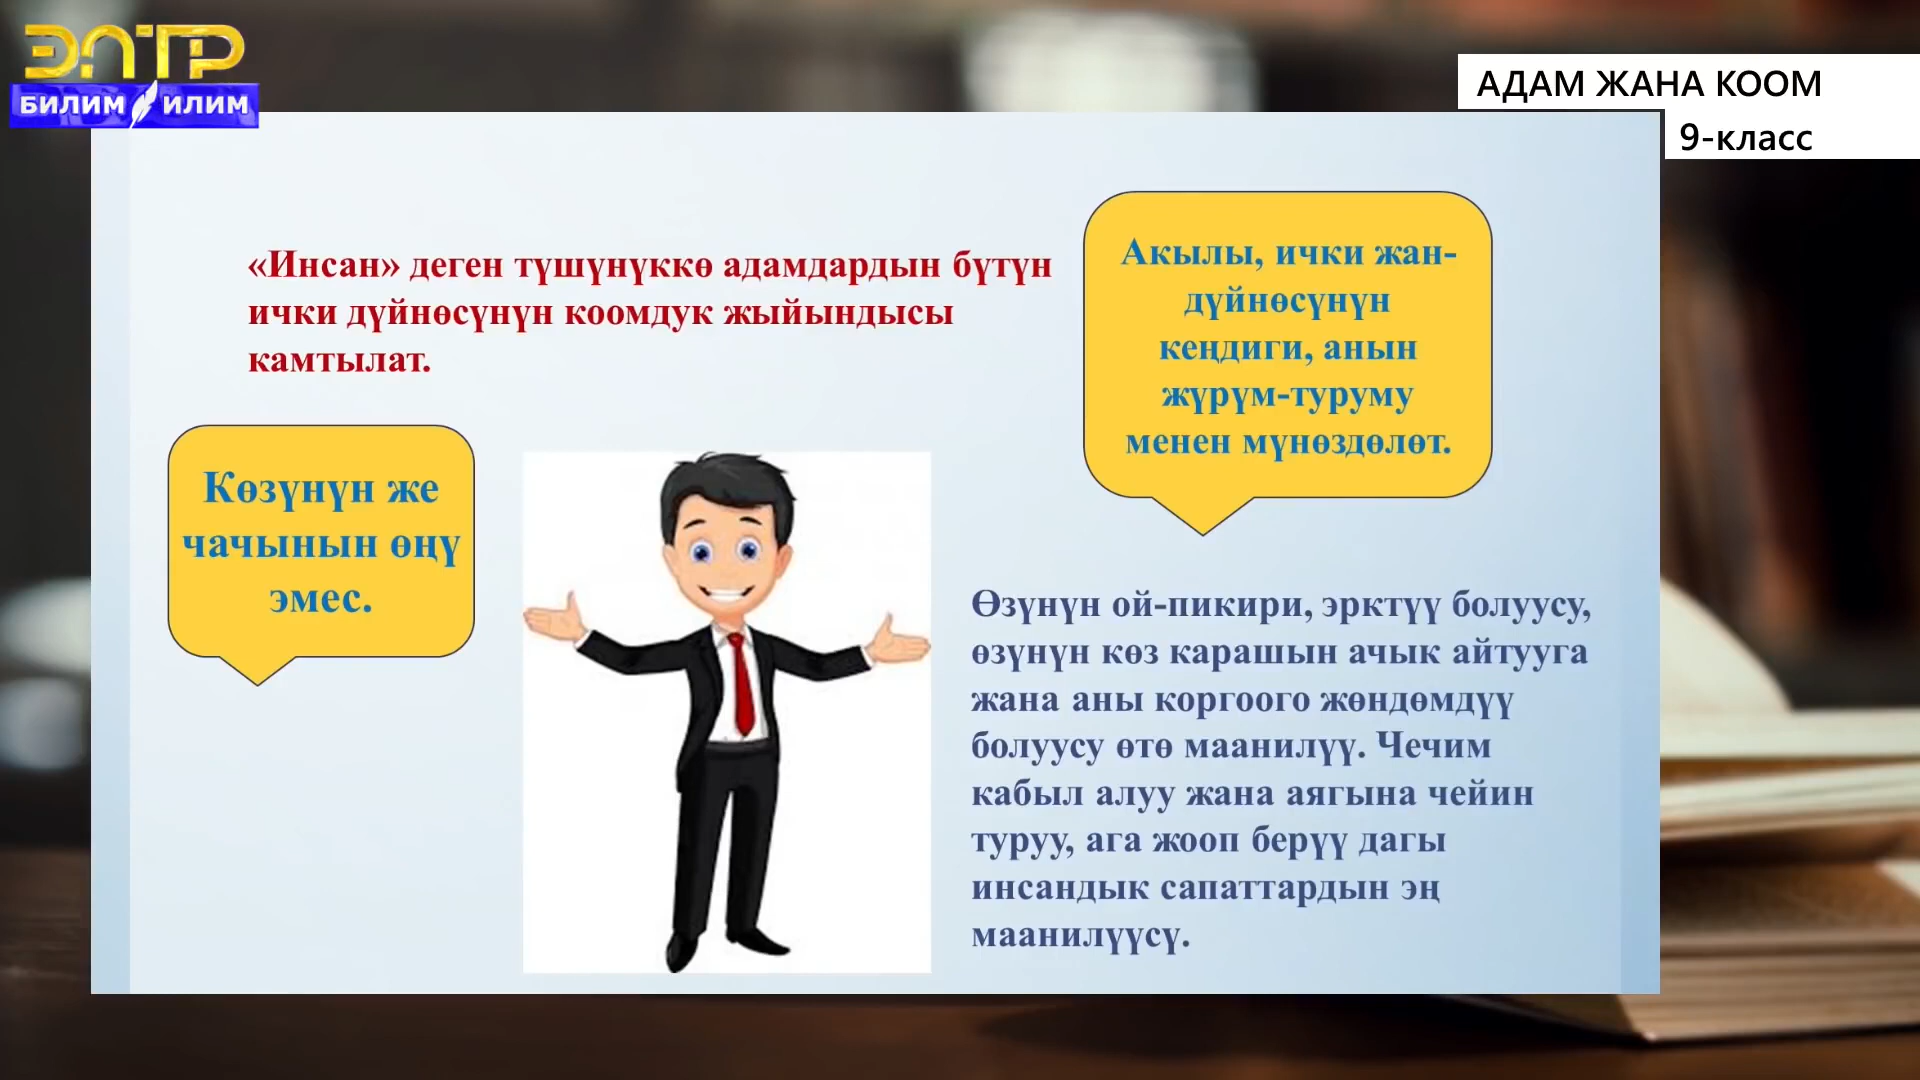 ЭЛТР
БИЛИМ ИЛИМ
АДАМ ЖАНА КООМ
9-класс
«Инсан» деген түшүнүккө адамдардын бүтүн
ички дүйнөсүнүн коомдук жыйындысы
камтылат.
Акылы, ички жан-
дүйнөсүнүн
кеңдиги, анын
жүрүм-туруму
менен мүнөздөлөт.
Көзүнүн же
чачынын өңү
эмес.
Өзүнүн ой-пикири, эрктүү болуусу,
өзүнүн көз карашын ачык айтууга
жана аны коргоого жөндөмдүү
болуусу өтө маанилүү. Чечим
кабыл алуу жана аягына чейин
туруу, ага жооп берүү дагы
инсандык сапаттардын эң
маанилүүсү.